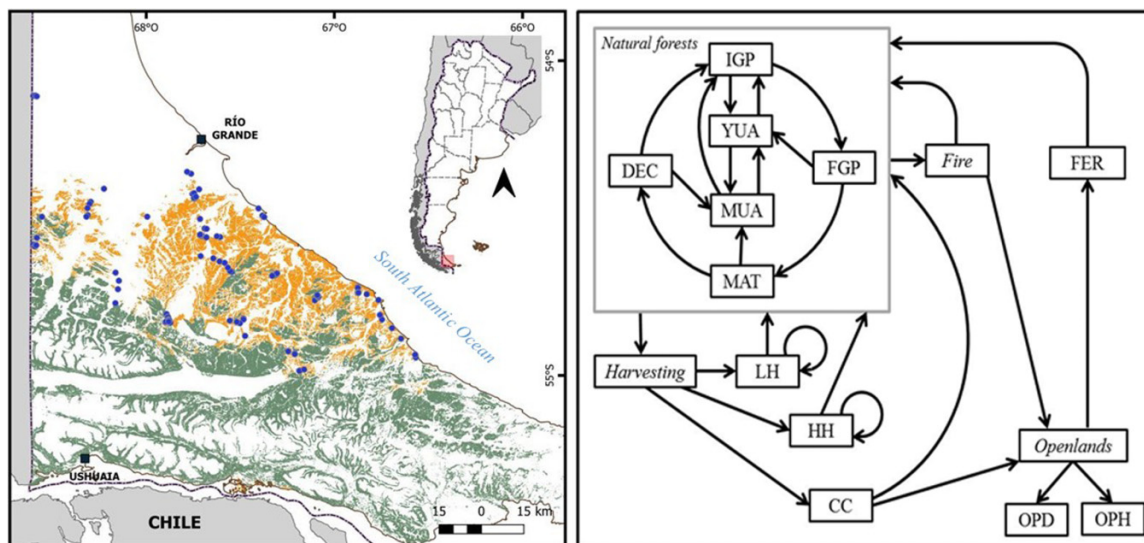 68°O
67°O
66°O
54°S
RÍO
GRANDE
South Atlantic Ocean
55°S
USHUAIA
CHILE
15 0 15 km
Natural forests
IGP
YUA
DEC
FGP
MUA
MAT
Fire
FER
Harvesting
LH
HH
Openlands
CC
OPD
OPH